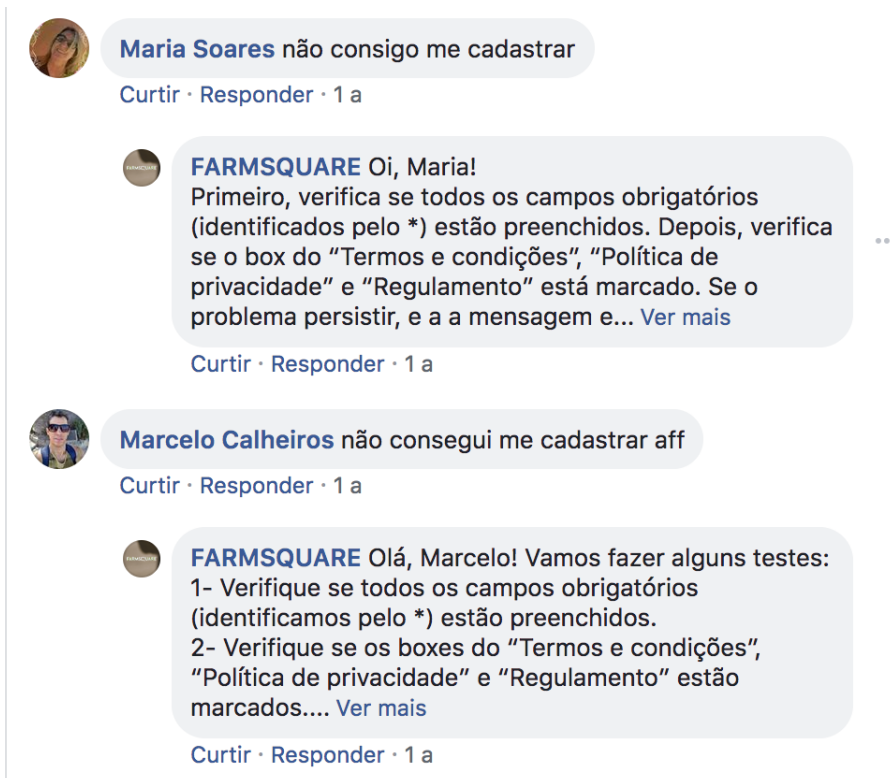 Maria Soares não consigo me cadastrar
Curtir · Responder · 1 a
FARMSQUARE
FARMSQUARE Oi, Maria!
Primeiro, verifica se todos os campos obrigatórios
(identificados pelo *) estão preenchidos. Depois, verifica
se o box do “Termos e condições”, “Política de
privacidade” e “Regulamento” está marcado. Se o
problema persistir, e a a mensagem e... Ver mais
Curtir · Responder · 1 a
Marcelo Calheiros não consegui me cadastrar aff
Curtir · Responder · 1 a
FARMSQUARE
FARMSQUARE Olá, Marcelo! Vamos fazer alguns testes:
1- Verifique se todos os campos obrigatórios
(identificamos pelo *) estão preenchidos.
2- Verifique se os boxes do “Termos e condições”,
“Política de privacidade” e “Regulamento” estão
marcados.... Ver mais
Curtir · Responder · 1 a